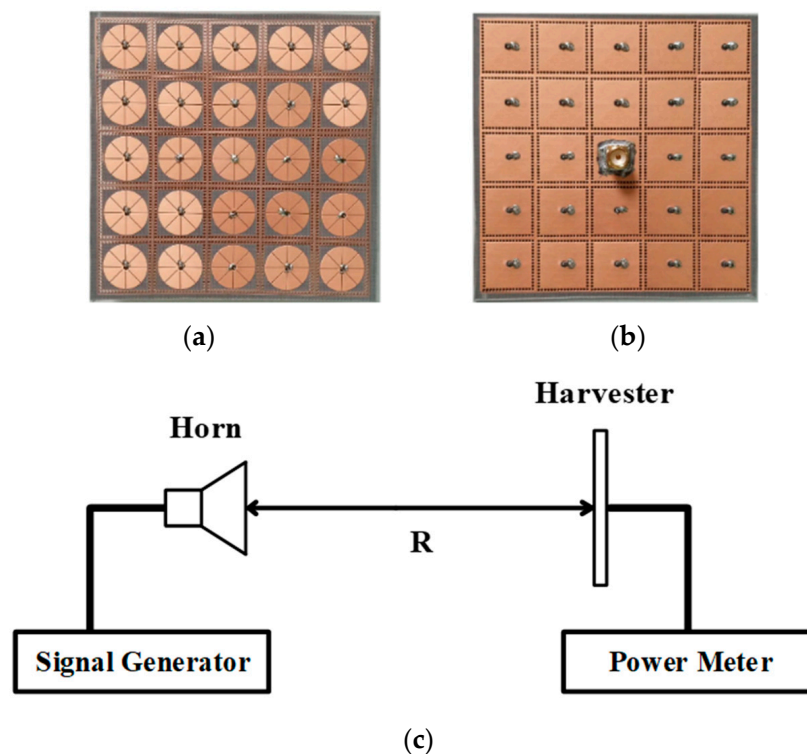 (a)
(b)
Harvester
Horn
R
Signal Generator
Power Meter
(c)